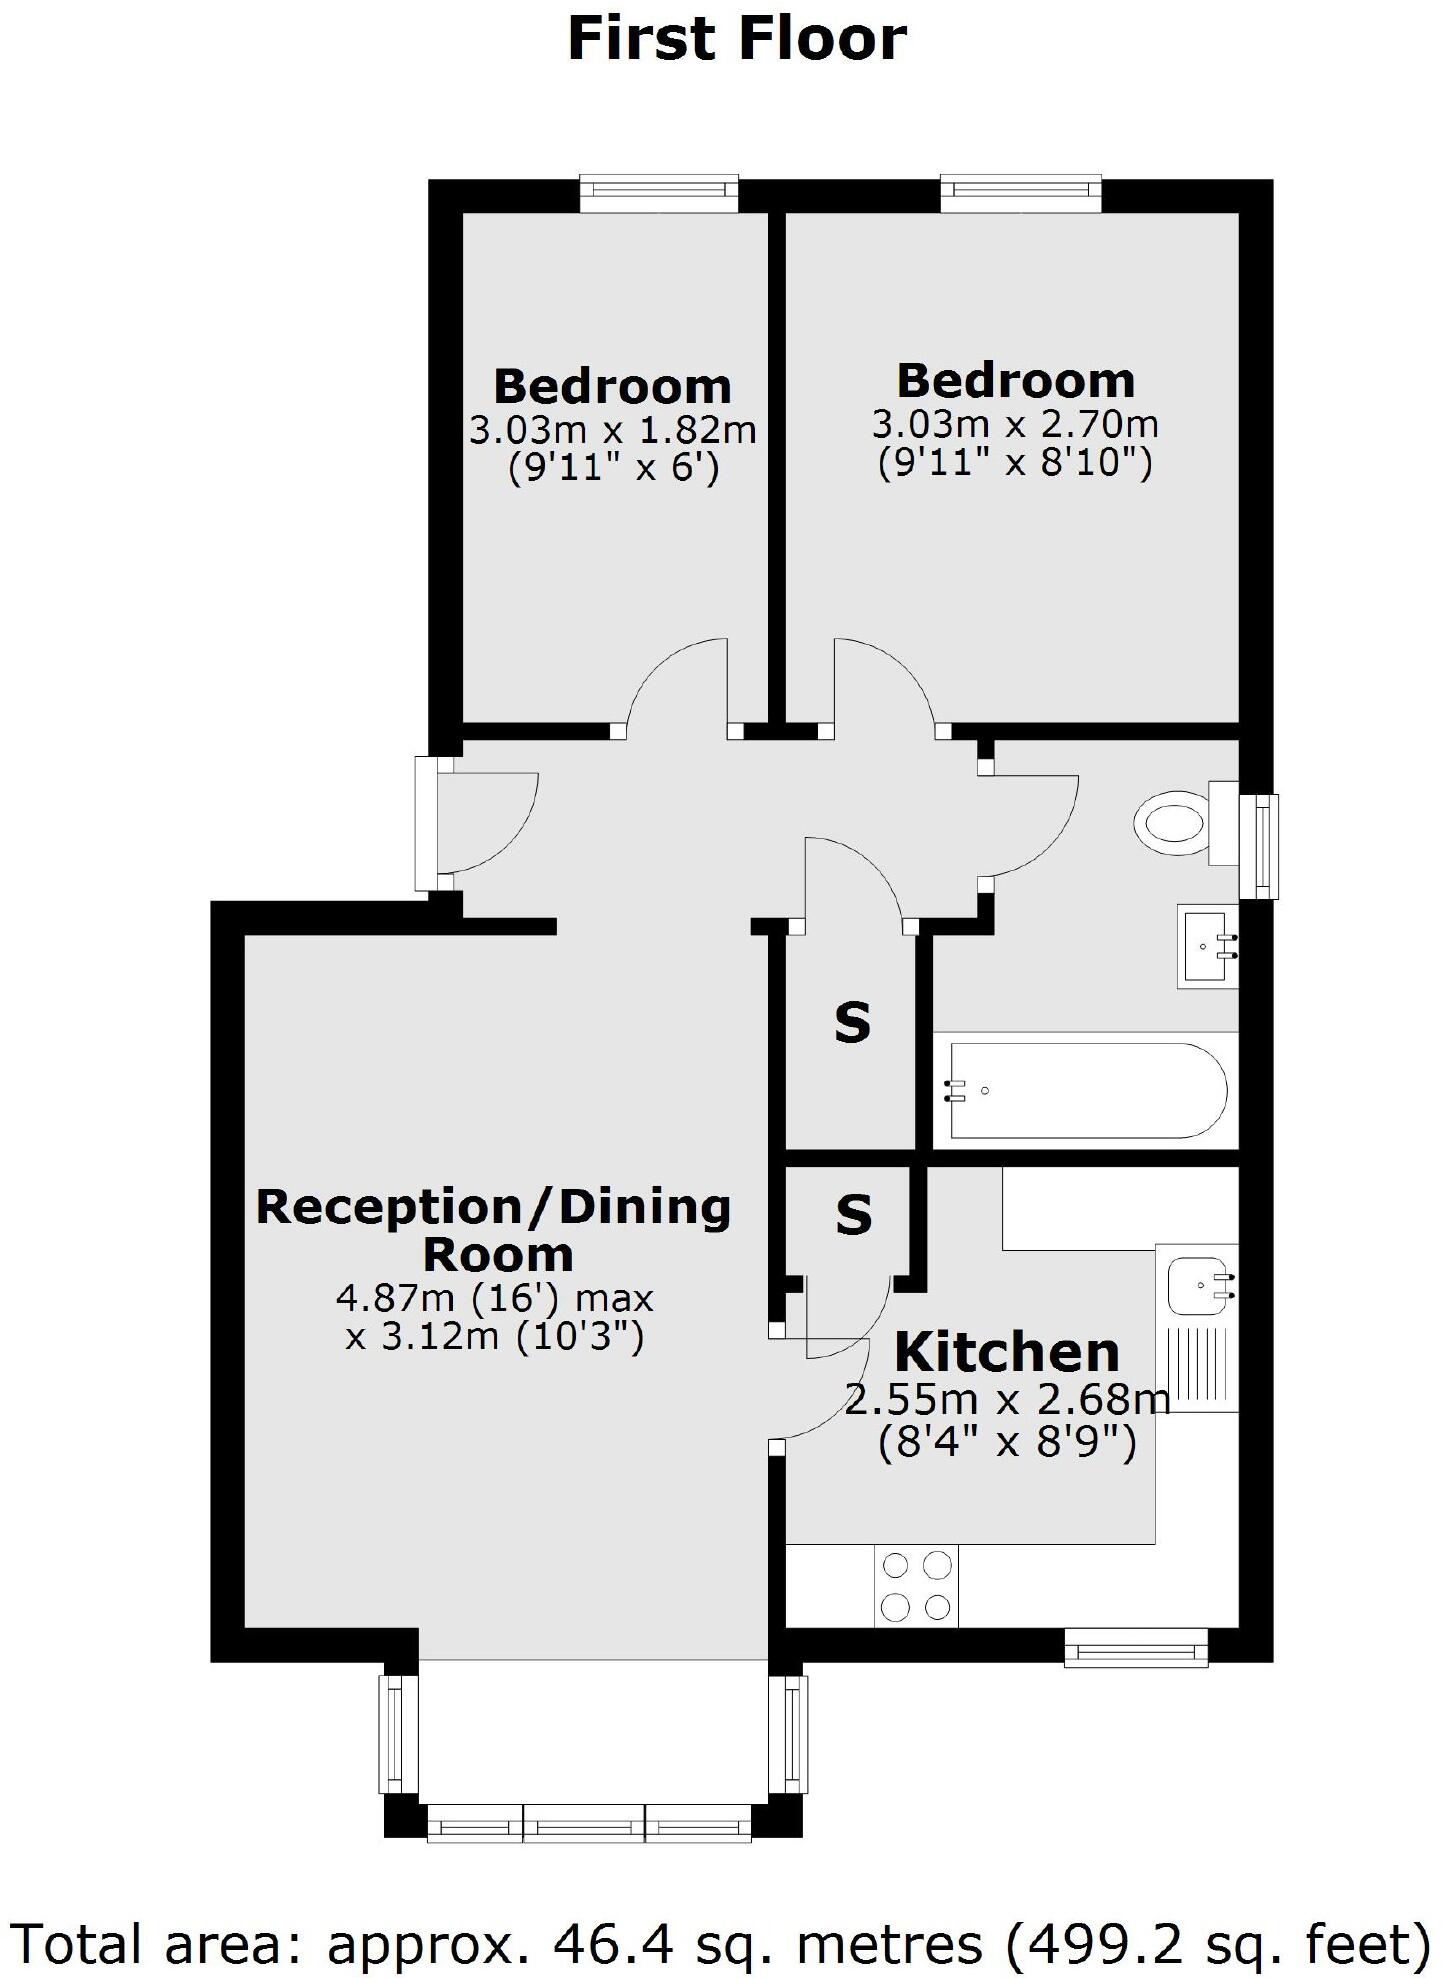 First Floor
Bedroom
3.03m x 1.82m
(9'11" x 6')
Bedroom
3.03m x 2.70m
(9'11" x 8'10")
S
S
Reception/Dining
Room
4.87m (16') max
x 3.12m (10'3")
Kitchen
2.55m x 2.68m
(8'4" x 8'9")
Total area: approx. 46.4 sq. metres (499.2 sq. feet)